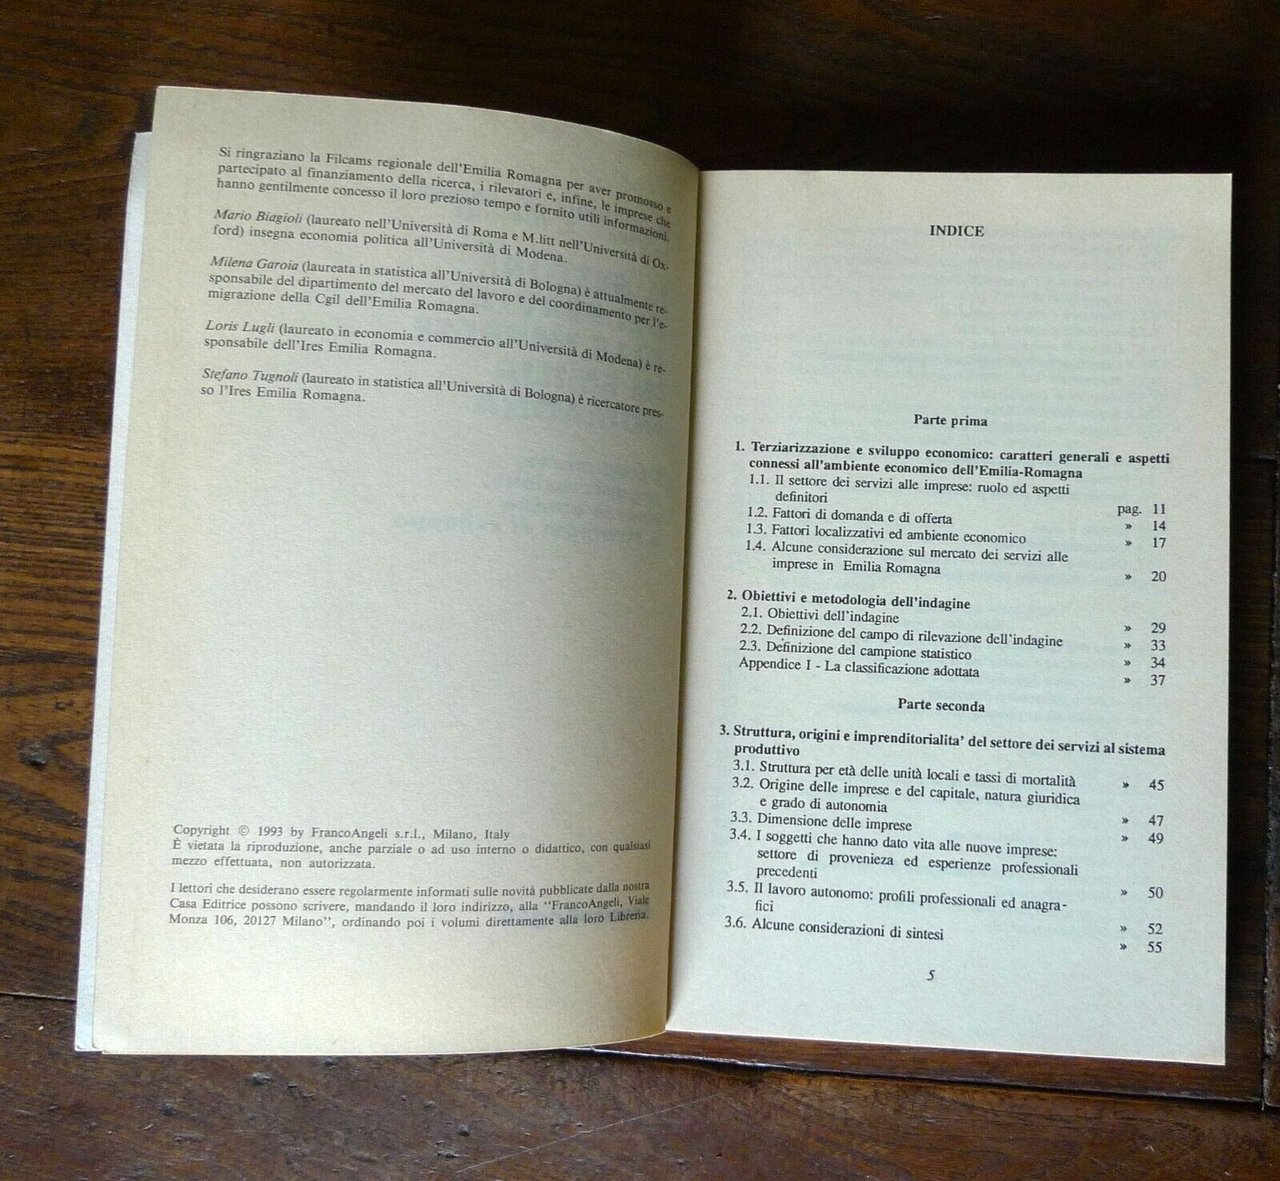 Si ringraziano la Filcams regionale dell'Emilia Romagna per aver promosso e
partecipato al finanziamento della ricerca, i rilevatori e, infine, le imprese che
hanno gentilmente concesso il loro prezioso tempo e fornito utili informazioni.
Mario Biagioli (laureato nell'Università di Roma e M.litt nell'Università di Ox-
ford) insegna economia politica all'Università di Modena.
Milena Garoia (laureata in statistica all'Università di Bologna) è attualmente re-
sponsabile del dipartimento del mercato del lavoro e del coordinamento per l'e-
migrazione della Cgil dell'Emilia Romagna.
Loris Lugli (laureato in economia e commercio all'Università di Modena) è re-
sponsabile dell'Ires Emilia Romagna.
Stefano Tugnoli (laureato in statistica all'Università di Bologna) è ricercatore pres-
so l'Ires Emilia Romagna.
Copyright © 1993 by FrancoAngeli s.r.l., Milano, Italy
È vietata la riproduzione, anche parziale o ad uso interno o didattico, con qualsiasi
mezzo effettuata, non autorizzata.
I lettori che desiderano essere regolarmente informati sulle novità pubblicate dalla nostra
Casa Editrice possono scrivere, mandando il loro indirizzo, alla "FrancoAngeli, Viale
Monza 106, 20127 Milano", ordinando poi i volumi direttamente alla loro Libreria.
INDICE
Parte prima
1. Terziarizzazione e sviluppo economico: caratteri generali e aspetti
connessi all'ambiente economico dell'Emilia-Romagna
1.1. Il settore dei servizi alle imprese: ruolo ed aspetti
definitori pag. 11
1.2. Fattori di domanda e di offerta » 14
1.3. Fattori localizzativi ed ambiente economico » 17
1.4. Alcune considerazione sul mercato dei servizi alle
imprese in Emilia Romagna » 20
2. Obiettivi e metodologia dell'indagine
2.1. Obiettivi dell'indagine » 29
2.2. Definizione del campo di rilevazione dell'indagine » 33
2.3. Definizione del campione statistico » 34
Appendice I - La classificazione adottata » 37
Parte seconda
3. Struttura, origini e imprenditorialita' del settore dei servizi al sistema
produttivo
3.1. Struttura per età delle unità locali e tassi di mortalità » 45
3.2. Origine delle imprese e del capitale, natura giuridica
e grado di autonomia » 47
3.3. Dimensione delle imprese » 49
3.4. I soggetti che hanno dato vita alle nuove imprese:
settore di provenieza ed esperienze professionali
precedenti » 50
3.5. Il lavoro autonomo: profili professionali ed anagra-
fici » 52
3.6. Alcune considerazioni di sintesi » 55
5